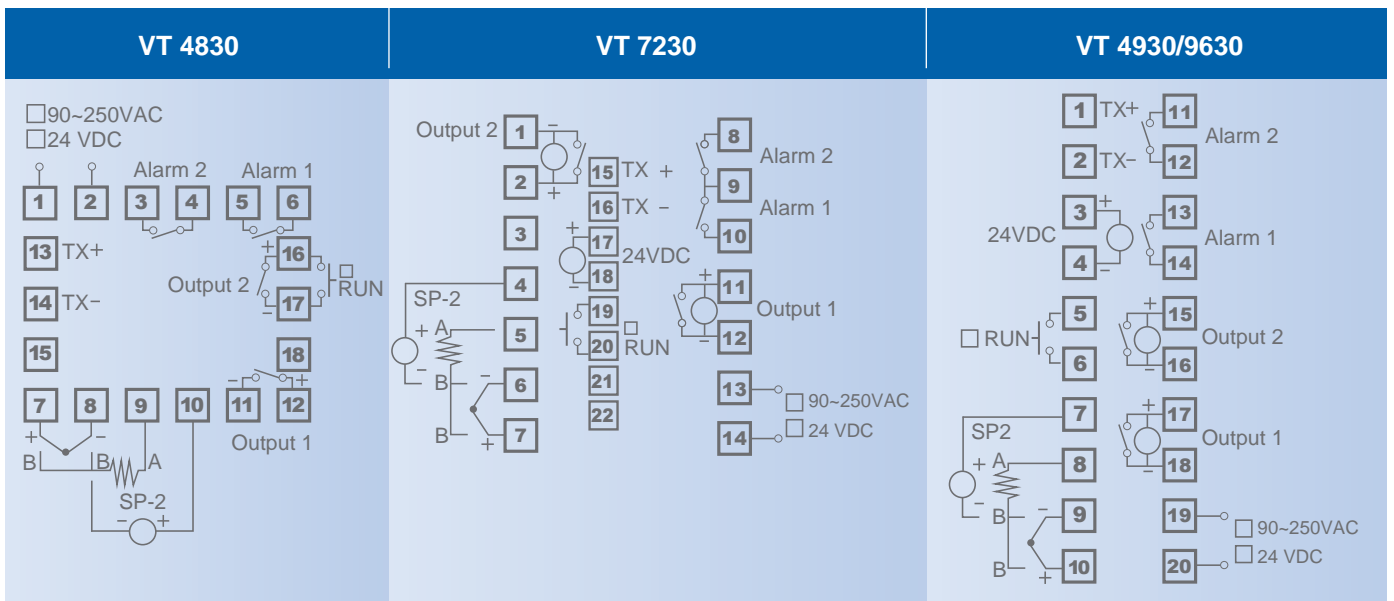 VT 4830
VT 7230
VT 4930/9630
□90~250VAC
□24 VDC
Alarm 2
Alarm 1
1
2
3
4
5
6
13
TX+
16
+
Output 2
□
RUN
14
TX−
17
−
15
18
−
+
7
8
9
10
11
12
+
−
Output 1
B
B
A
SP-2
−
+
Output 2
1
−
2
+
3
4
SP-2
5
+
A
−
B
6
−
B
7
+
15
TX +
16
TX −
17
+
24VDC
18
−
19
□
20
RUN
21
22
8
Alarm 2
9
Alarm 1
10
11
+
Output 1
12
−
13
□ 90~250VAC
14
□ 24 VDC
1
TX+
2
TX-
3
+
24VDC
4
−
5
□ RUN
6
7
SP2
+
A
8
−
B
−
9
B
+
10
11
Alarm 2
12
13
Alarm 1
14
15
+
Output 2
16
−
17
+
Output 1
18
−
19
□ 90~250VAC
20
□ 24 VDC